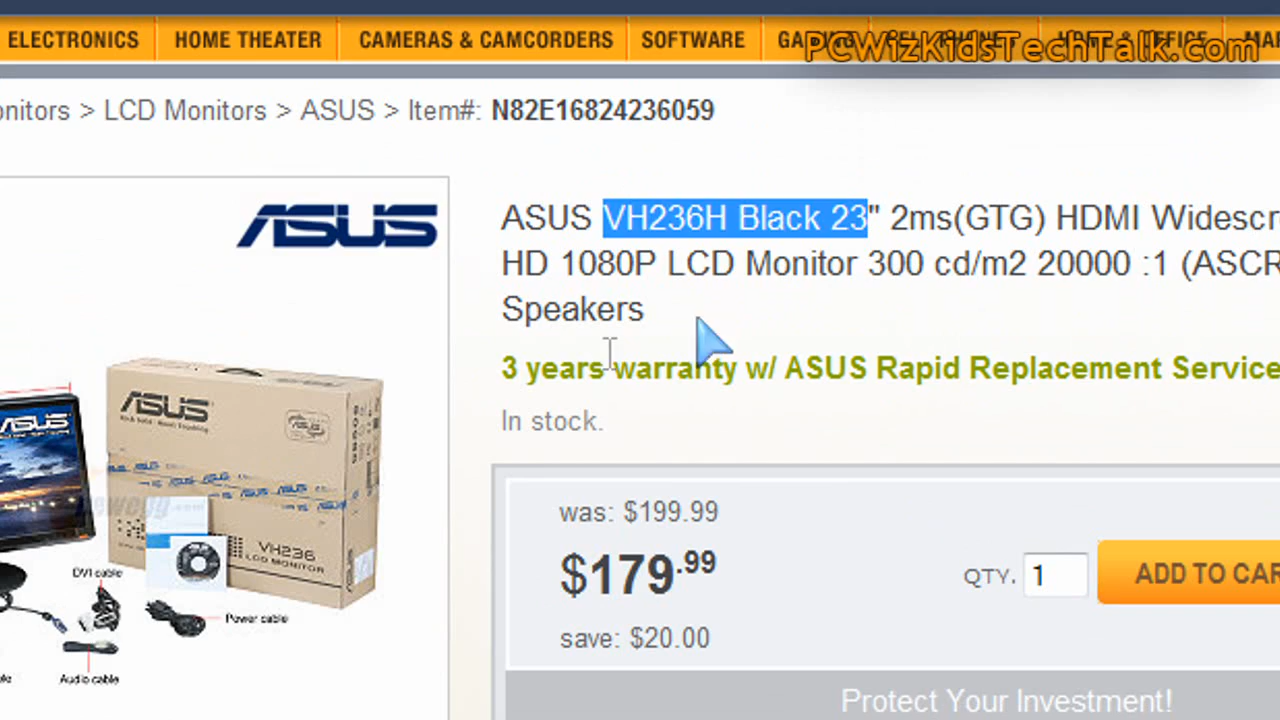 ELECTRONICS HOME THEATER CAMERAS & CAMCORDERS SOFTWARE
PCWizKidsTechTalk.com
onitors > LCD Monitors > ASUS > Item#: N82E16824236059
ASUS
ASUS VH236H Black 23" 2ms(GTG) HDMI Widescre
HD 1080P LCD Monitor 300 cd/m2 20000 :1 (ASCR
Speakers
3 years warranty w/ ASUS Rapid Replacement Service
In stock.
ASUS
ASUS
VH236
LCD MONITOR
DVI cable
Power cable
Audio cable
was: $199.99
$179.99
QTY. 1 ADD TO CAR
save: $20.00
Protect Your Investment!